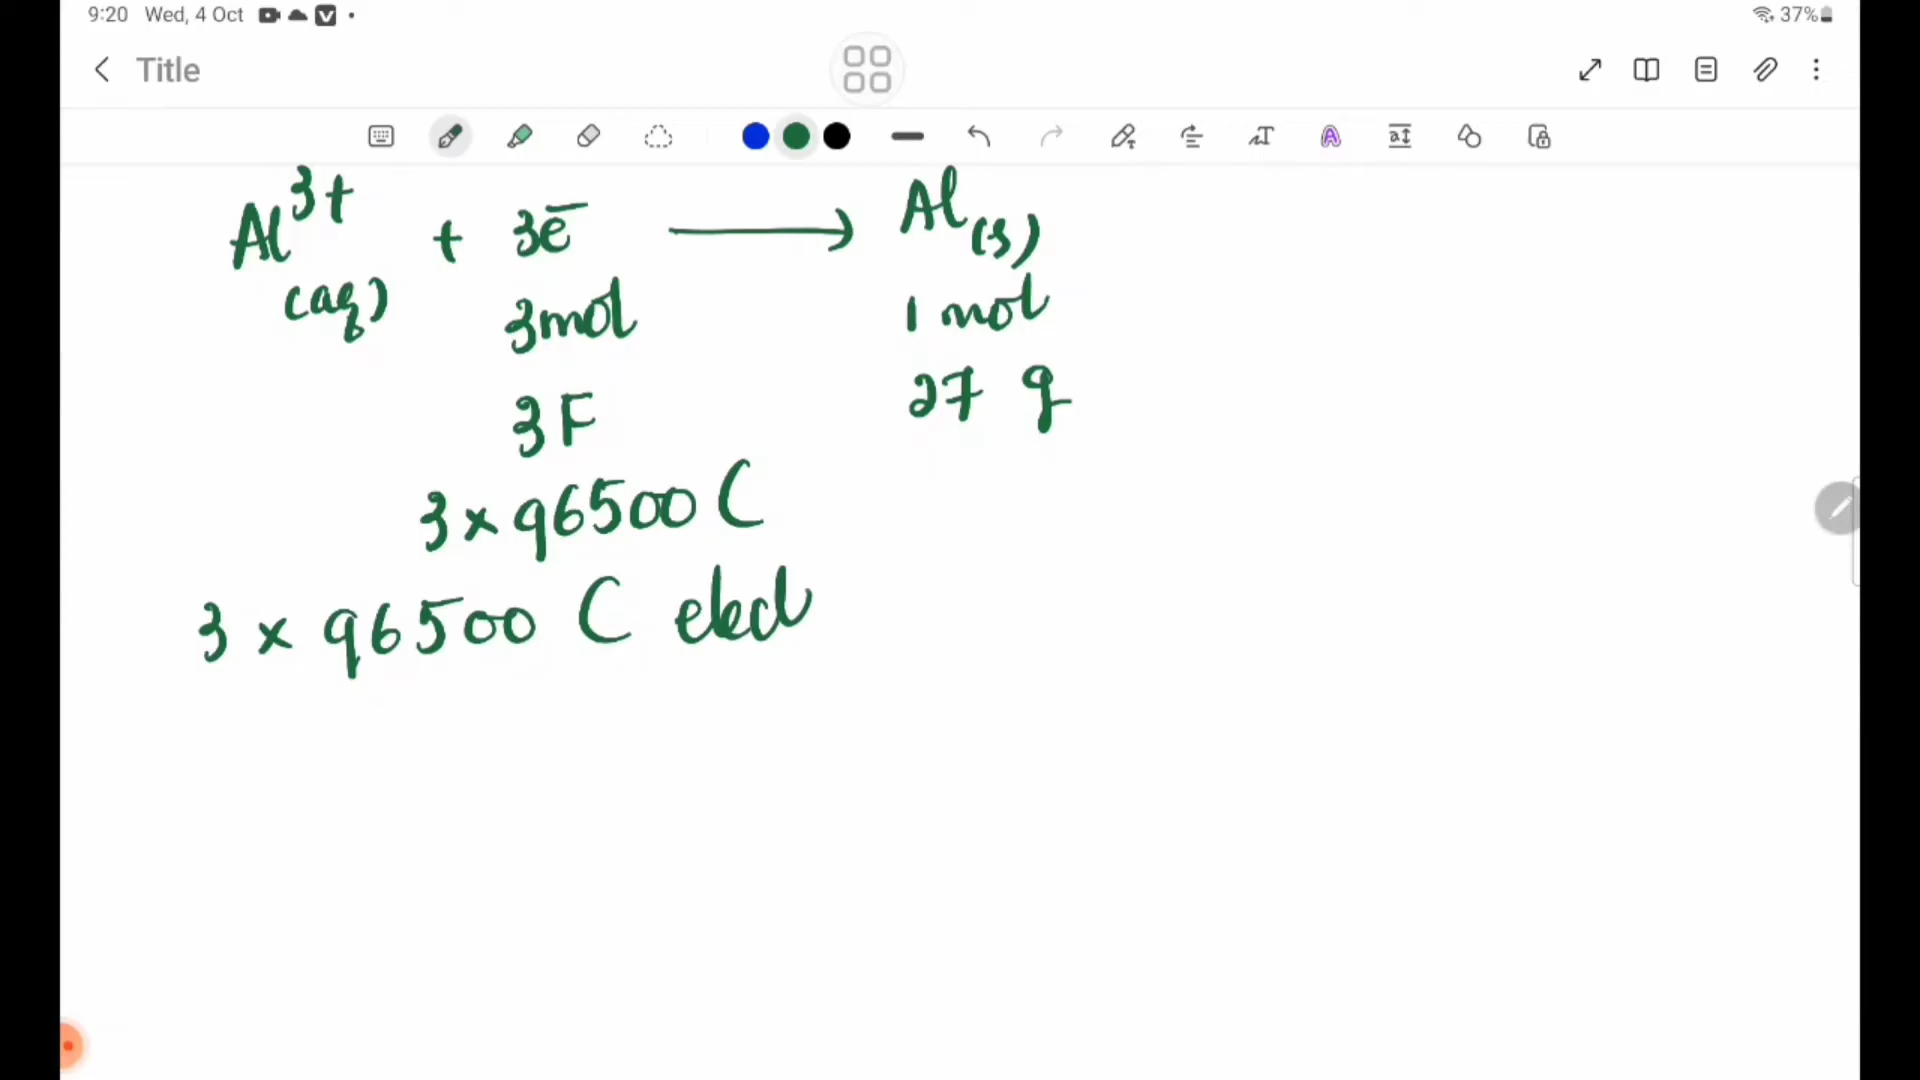 9:20 Wed, 4 Oct 37%
Title
Al³⁺(aq) + 3e̅ ⟶ Al(s)
3mol 1 mol
3F 27 g
3 × 96500 C
3 × 96500 C elect